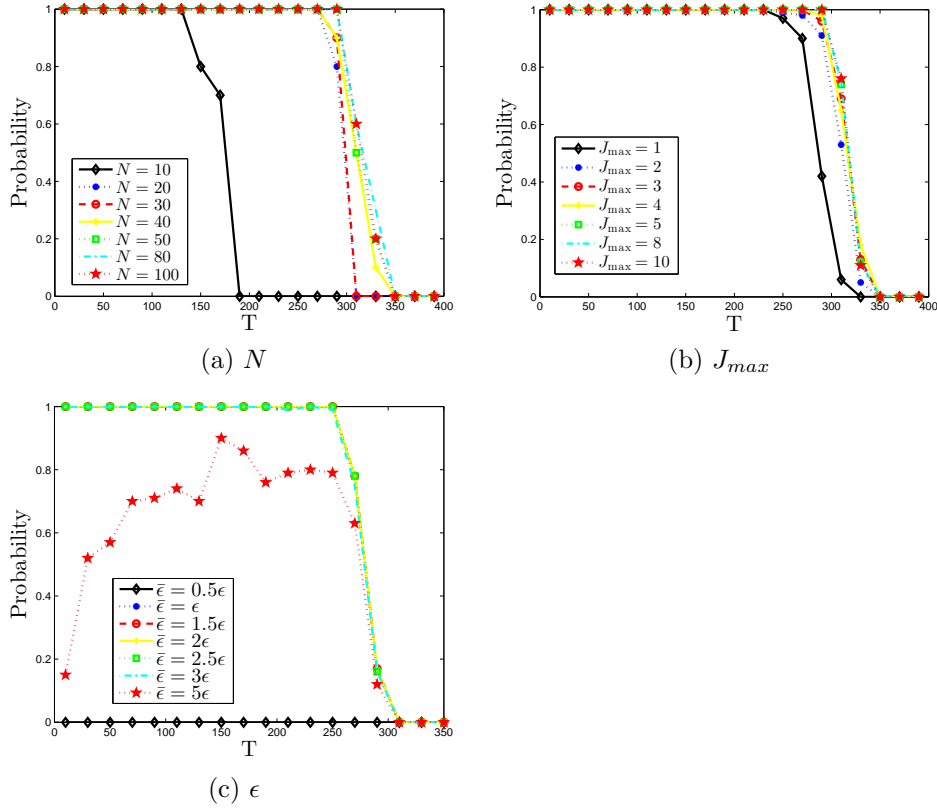 Probability
1
0.8
0.6
0.4
0.2
0
N = 10
N = 20
N = 30
N = 40
N = 50
N = 80
N = 100
0 50 100 150 200 250 300 350 400
T
(a) N
Probability
1
0.8
0.6
0.4
0.2
0
J_max = 1
J_max = 2
J_max = 3
J_max = 4
J_max = 5
J_max = 8
J_max = 10
0 50 100 150 200 250 300 350 400
T
(b) J_max
Probability
1
0.8
0.6
0.4
0.2
0
ϵ̄ = 0.5ϵ
ϵ̄ = ϵ
ϵ̄ = 1.5ϵ
ϵ̄ = 2ϵ
ϵ̄ = 2.5ϵ
ϵ̄ = 3ϵ
ϵ̄ = 5ϵ
0 50 100 150 200 250 300 350
T
(c) ϵ